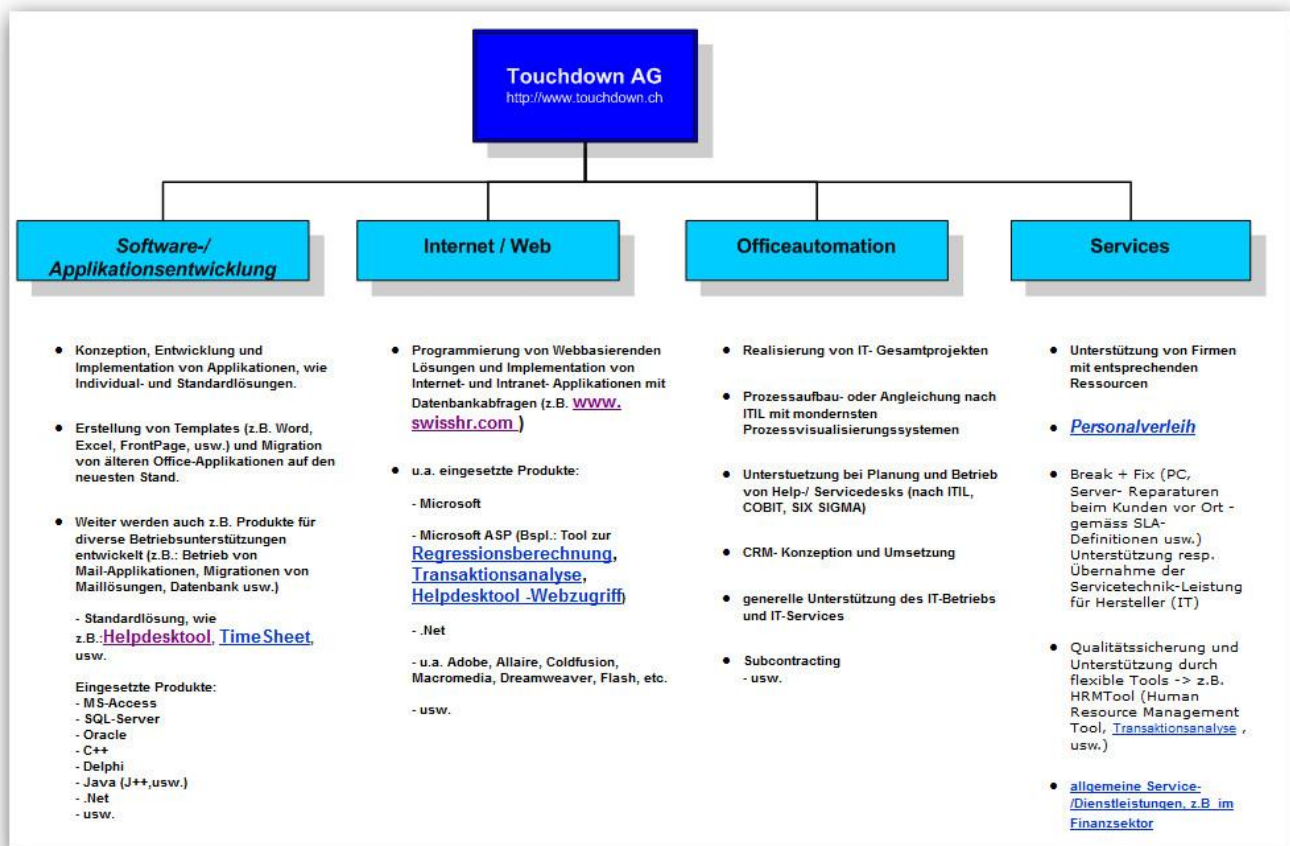 Touchdown AG
http://www.touchdown.ch
Software-/
Applikationsentwicklung
Internet / Web
Officeautomation
Services
● Konzeption, Entwicklung und
Implementation von Applikationen, wie
Individual- und Standardlösungen.
● Erstellung von Templates (z.B. Word,
Excel, FrontPage, usw.) und Migration
von älteren Office-Applikationen auf den
neuesten Stand.
● Weiter werden auch z.B. Produkte für
diverse Betriebsunterstützungen
entwickelt (z.B.: Betrieb von
Mail-Applikationen, Migrationen von
Maillösungen, Datenbank usw.)
- Standardlösung, wie
z.B.:Helpdesktool, TimeSheet,
usw.
Eingesetzte Produkte:
- MS-Access
- SQL-Server
- Oracle
- C++
- Delphi
- Java (J++,usw.)
- .Net
- usw.
● Programmierung von Webbasierenden
Lösungen und Implementation von
Internet- und Intranet- Applikationen mit
Datenbankabfragen (z.B. www.
swisshr.com )
● u.a. eingesetzte Produkte:
- Microsoft
- Microsoft ASP (Bspl.: Tool zur
Regressionsberechnung,
Transaktionsanalyse,
Helpdesktool -Webzugriff)
- .Net
- u.a. Adobe, Allaire, Coldfusion,
Macromedia, Dreamweaver, Flash, etc.
- usw.
● Realisierung von IT- Gesamtprojekten
● Prozessaufbau- oder Angleichung nach
ITIL mit mondernsten
Prozessvisualisierungssystemen
● Unterstuetzung bei Planung und Betrieb
von Help-/ Servicedesks (nach ITIL,
COBIT, SIX SIGMA)
● CRM- Konzeption und Umsetzung
● generelle Unterstützung des IT-Betriebs
und IT-Services
● Subcontracting
- usw.
● Unterstützung von Firmen
mit entsprechenden
Ressourcen
● Personalverleih
● Break + Fix (PC,
Server- Reparaturen
beim Kunden vor Ort -
gemäss SLA-
Definitionen usw.)
Unterstützung resp.
Übernahme der
Servicetechnik-Leistung
für Hersteller (IT)
● Qualitätssicherung und
Unterstützung durch
flexible Tools -> z.B.
HRMTool (Human
Resource Management
Tool, Transaktionsanalyse ,
usw.)
● allgemeine Service-
/Dienstleistungen, z.B im
Finanzsektor